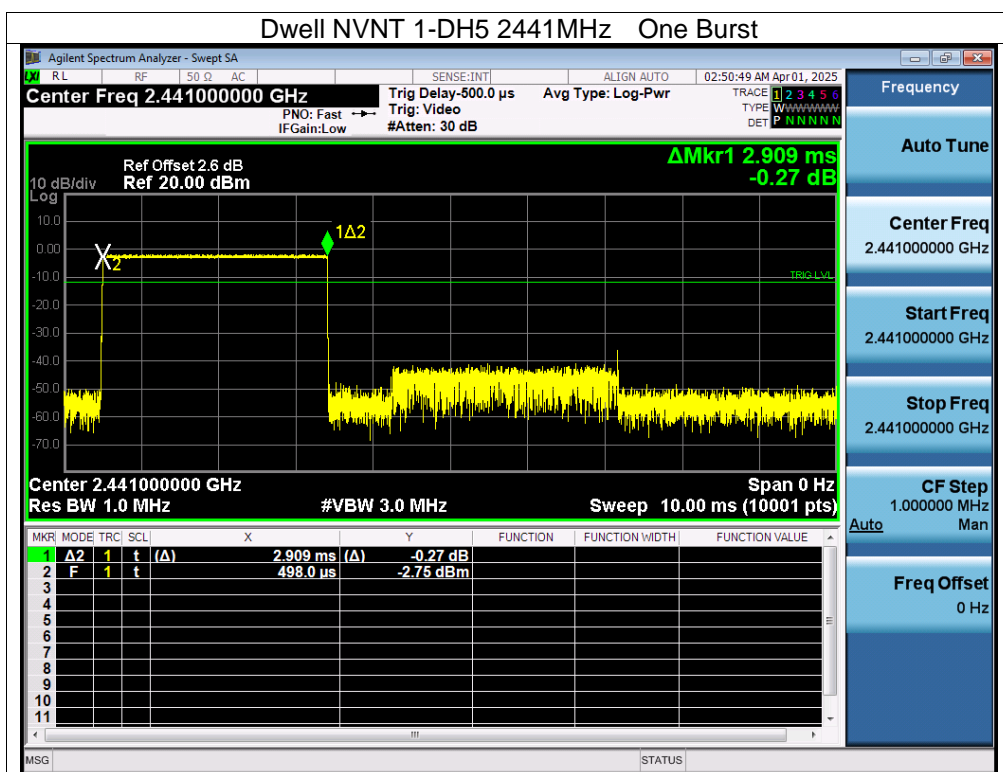 Dwell NVNT 1-DH5 2441MHz One Burst
Agilent Spectrum Analyzer - Swept SA
LXI RL RF 50 Ω AC SENSE:INT ALIGN AUTO 02:50:49 AM Apr 01, 2025
Center Freq 2.441000000 GHz
PNO: Fast
IFGain:Low
Trig Delay-500.0 µs
Trig: Video
#Atten: 30 dB
Avg Type: Log-Pwr
TRACE 1 2 3 4 5 6
TYPE WWWWWWW
DET P N N N N N
ΔMkr1 2.909 ms
-0.27 dB
Ref Offset 2.6 dB
10 dB/div Ref 20.00 dBm
Log
10.0
0.00
-10.0
-20.0
-30.0
-40.0
-50.0
-60.0
-70.0
1Δ2
2
TRIG LVL
Center 2.441000000 GHz Span 0 Hz
Res BW 1.0 MHz #VBW 3.0 MHz Sweep 10.00 ms (10001 pts)
MKR MODE TRC SCL X Y FUNCTION FUNCTION WIDTH FUNCTION VALUE
1 Δ2 1 t (Δ) 2.909 ms (Δ) -0.27 dB
2 F 1 t 498.0 µs -2.75 dBm
3
4
5
6
7
8
9
10
11
MSG STATUS
Frequency
Auto Tune
Center Freq
2.441000000 GHz
Start Freq
2.441000000 GHz
Stop Freq
2.441000000 GHz
CF Step
1.000000 MHz
Auto Man
Freq Offset
0 Hz